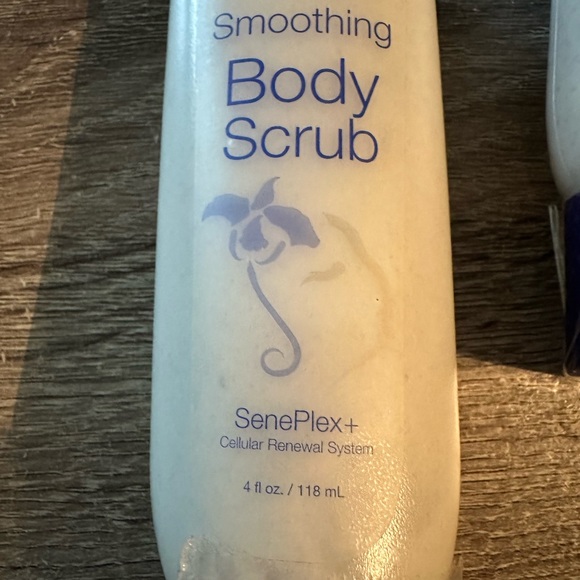 Smoothing
Body
Scrub
SenePlex+
Cellular Renewal System
4 fl oz. / 118 mL